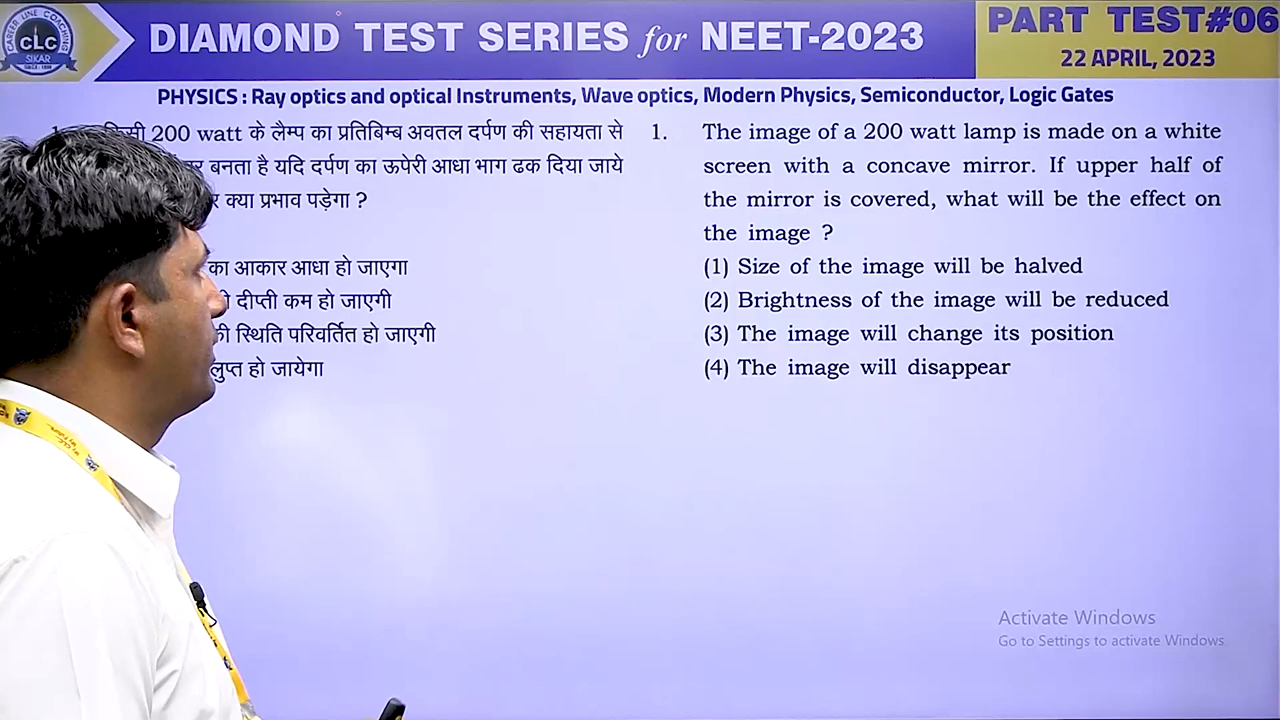 CAREER LINE COACHING
CLC
SIKAR
DIAMOND TEST SERIES for NEET-2023
PART TEST#06
22 APRIL, 2023
PHYSICS : Ray optics and optical Instruments, Wave optics, Modern Physics, Semiconductor, Logic Gates
200 watt के लैम्प का प्रतिबिम्ब अवतल दर्पण की सहायता से
बनता है यदि दर्पण का ऊपेरी आधा भाग ढक दिया जाये
क्या प्रभाव पड़ेगा ?
का आकार आधा हो जाएगा
दीप्ती कम हो जाएगी
की स्थिति परिवर्तित हो जाएगी
लुप्त हो जायेगा
1. The image of a 200 watt lamp is made on a white
screen with a concave mirror. If upper half of
the mirror is covered, what will be the effect on
the image ?
(1) Size of the image will be halved
(2) Brightness of the image will be reduced
(3) The image will change its position
(4) The image will disappear
Activate Windows
Go to Settings to activate Windows.